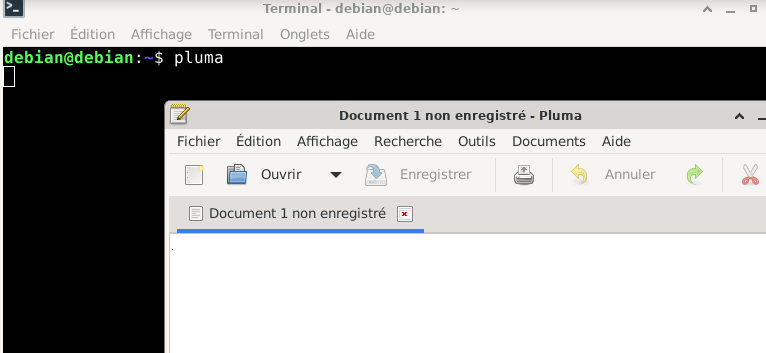 Terminal - debian@debian: ~
Fichier Édition Affichage Terminal Onglets Aide
debian@debian:~$ pluma
Document 1 non enregistré - Pluma
Fichier Édition Affichage Recherche Outils Documents Aide
Ouvrir Enregistrer Annuler
Document 1 non enregistré
.